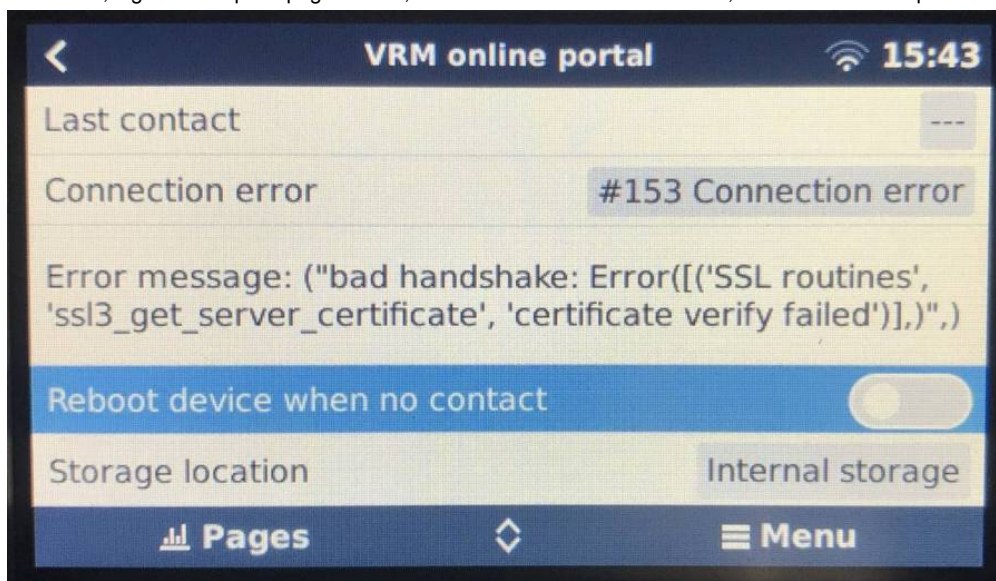 VRM online portal 15:43
Last contact ---
Connection error #153 Connection error
Error message: ("bad handshake: Error([('SSL routines',
'ssl3_get_server_certificate', 'certificate verify failed')],)",)
Reboot device when no contact
Storage location Internal storage
Pages Menu